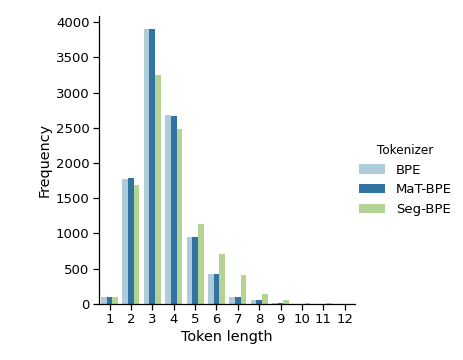 4000
3500
3000
2500
2000
1500
1000
500
0
Frequency
1 2 3 4 5 6 7 8 9 10 11 12
Token length
Tokenizer
BPE
MaT-BPE
Seg-BPE